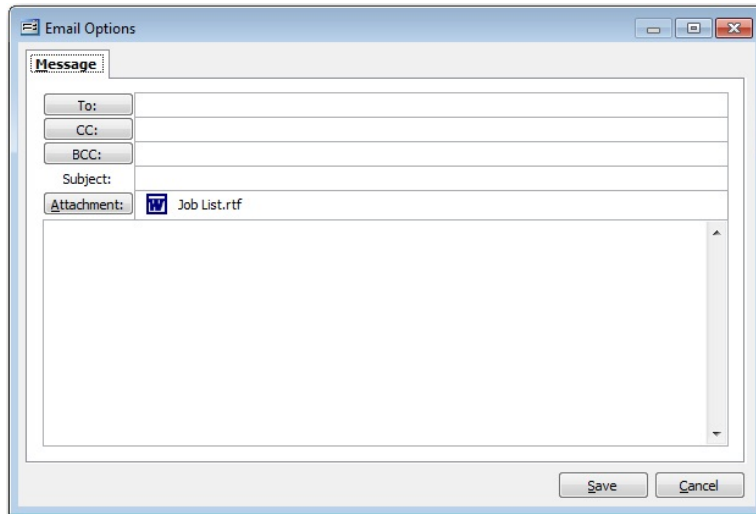 Email Options
Message
To:
CC:
BCC:
Subject:
Attachment: W Job List.rtf
Save Cancel